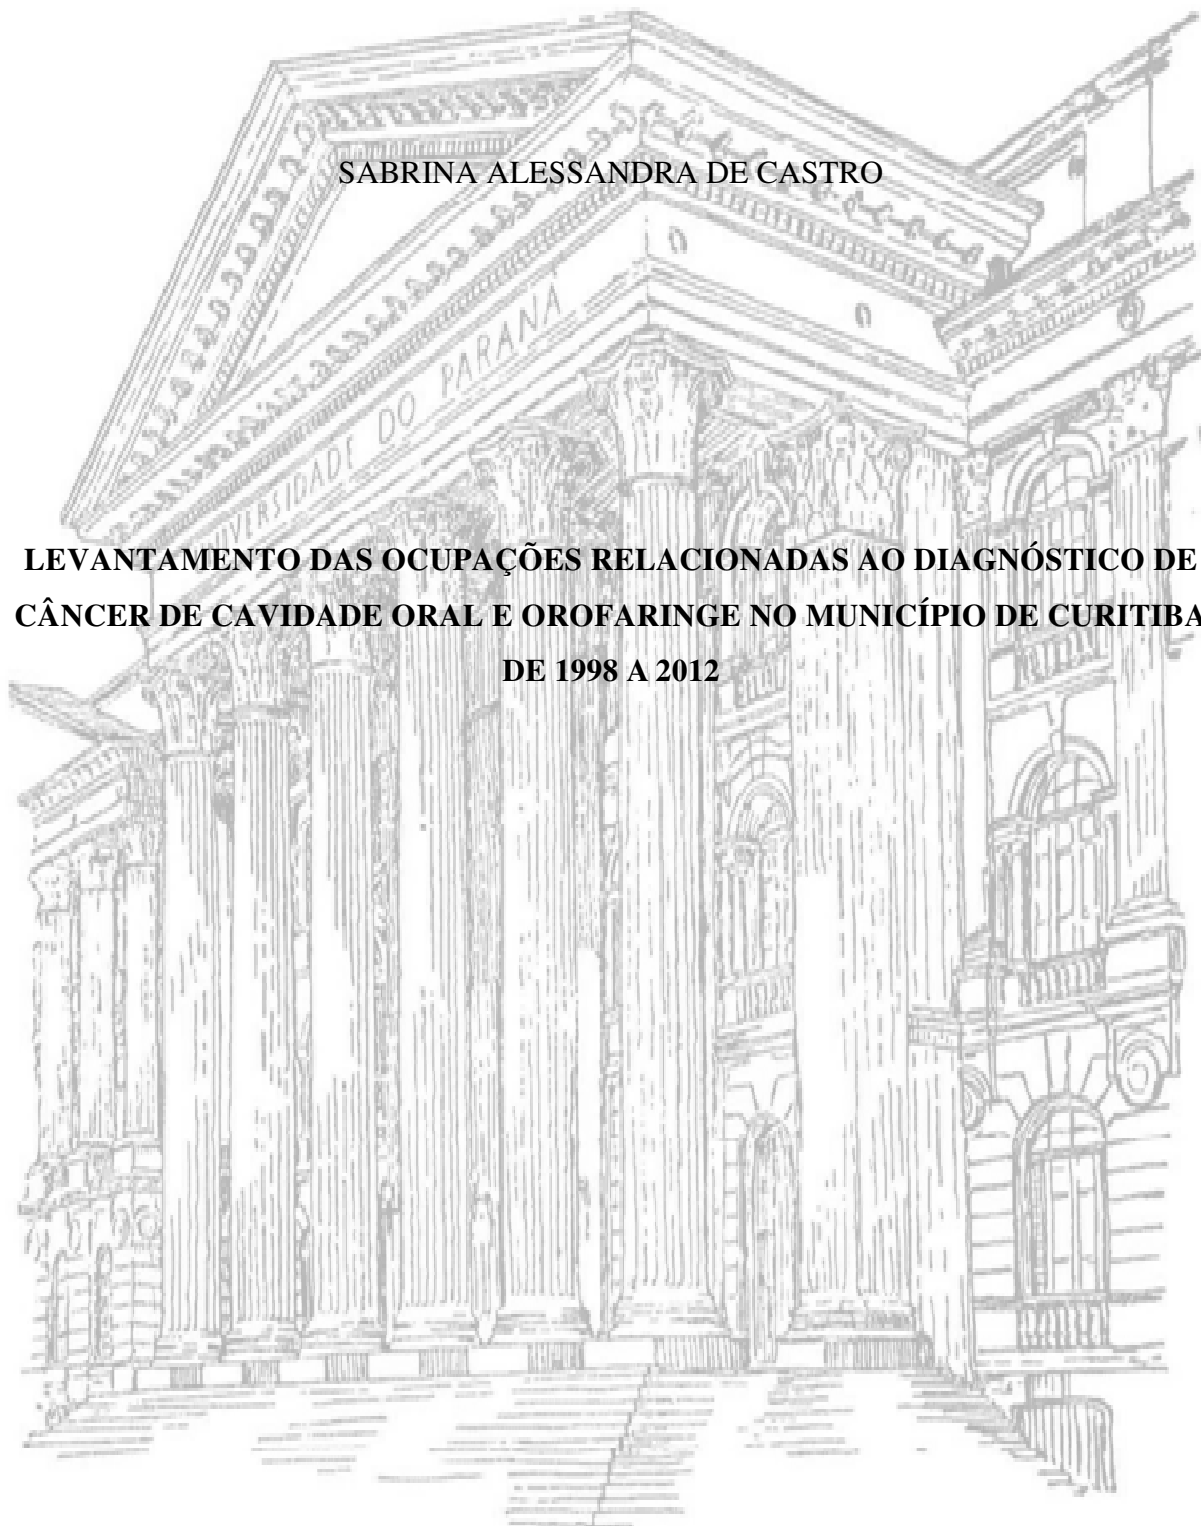 SABRINA ALESSANDRA DE CASTRO
UNIVERSIDADE DO PARANÁ
LEVANTAMENTO DAS OCUPAÇÕES RELACIONADAS AO DIAGNÓSTICO DE
CÂNCER DE CAVIDADE ORAL E OROFARINGE NO MUNICÍPIO DE CURITIBA
DE 1998 A 2012